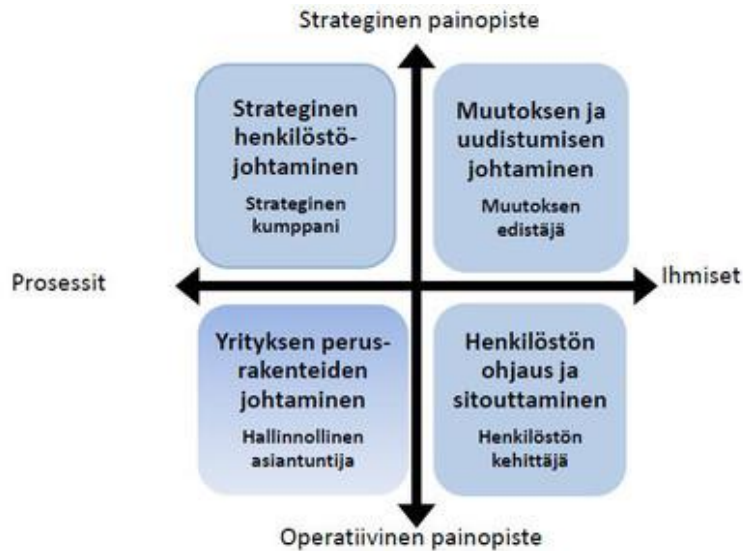 Strateginen painopiste
Strateginen
henkilöstö-
johtaminen
Strateginen
kumppani
Muutoksen ja
uudistumisen
johtaminen
Muutoksen
edistäjä
Prosessit
Ihmiset
Yrityksen perus-
rakenteiden
johtaminen
Hallinnollinen
asiantuntija
Henkilöstön
ohjaus ja
sitouttaminen
Henkilöstön
kehittäjä
Operatiivinen painopiste